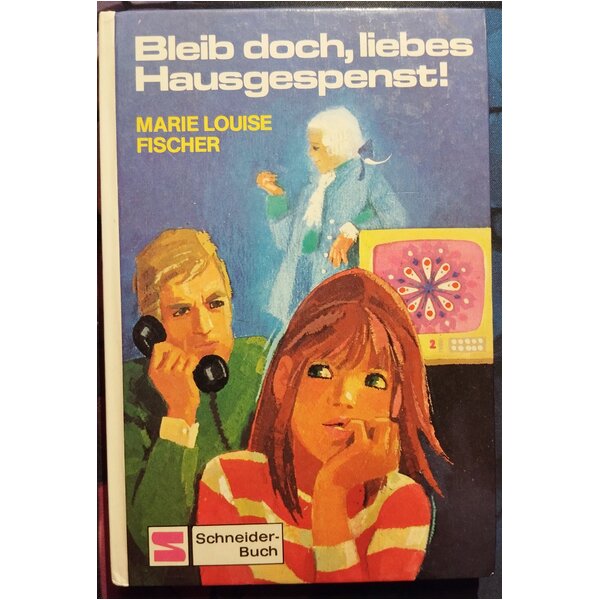 Bleib doch, liebes
Hausgespenst!
MARIE LOUISE
FISCHER
2
Schneider-
Buch